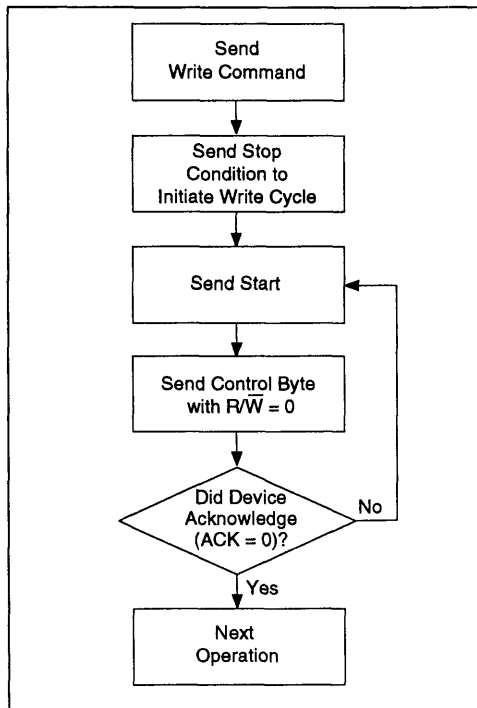 Send
Write Command
Send Stop
Condition to
Initiate Write Cycle
Send Start
Send Control Byte
with R/W̅ = 0
Did Device
Acknowledge
(ACK = 0)?
No
Yes
Next
Operation